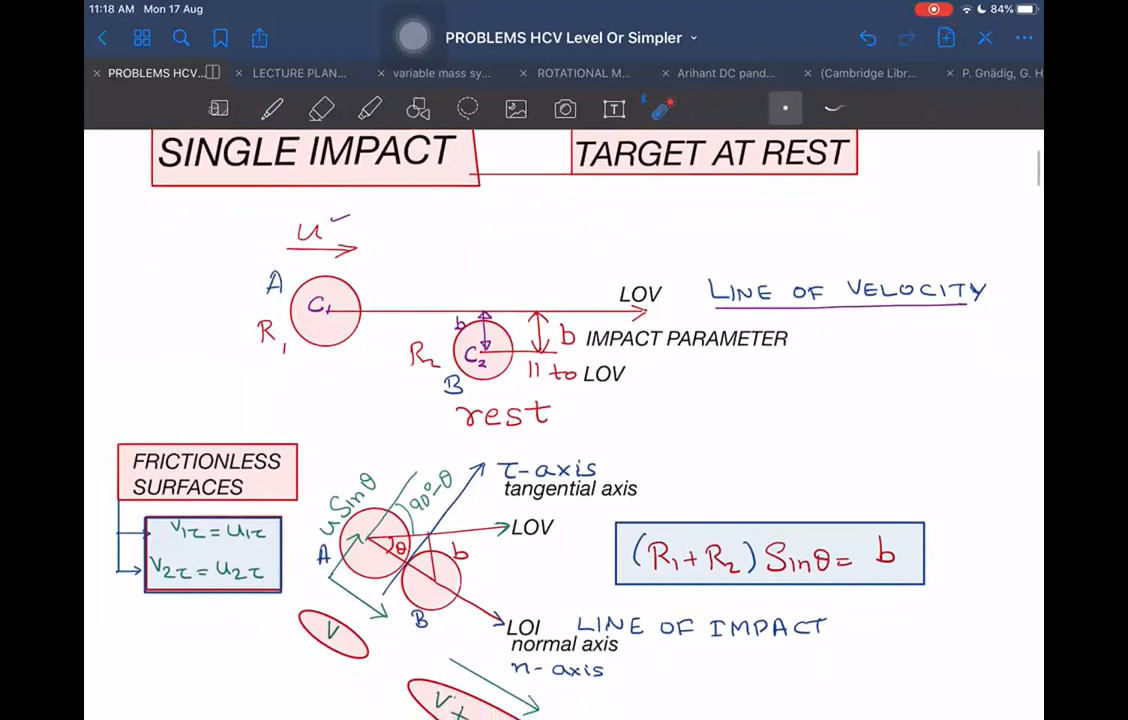 11:18 AM Mon 17 Aug
84%
PROBLEMS HCV Level Or Simpler
PROBLEMS HCV...
LECTURE PLAN...
variable mass sy...
ROTATIONAL M...
Arihant DC pand...
(Cambridge Libr...
P. Gnädig, G. H
SINGLE IMPACT
TARGET AT REST
u
A
C1
R1
LOV
LINE OF VELOCITY
b
b IMPACT PARAMETER
R2
C2
B
|| to LOV
rest
FRICTIONLESS
SURFACES
V1τ = u1τ
V2τ = u2τ
u Sinθ
90°-θ
τ-axis
tangential axis
LOV
A
θ
b
B
(R1+R2) Sinθ = b
LOI LINE OF IMPACT
normal axis
n-axis
V